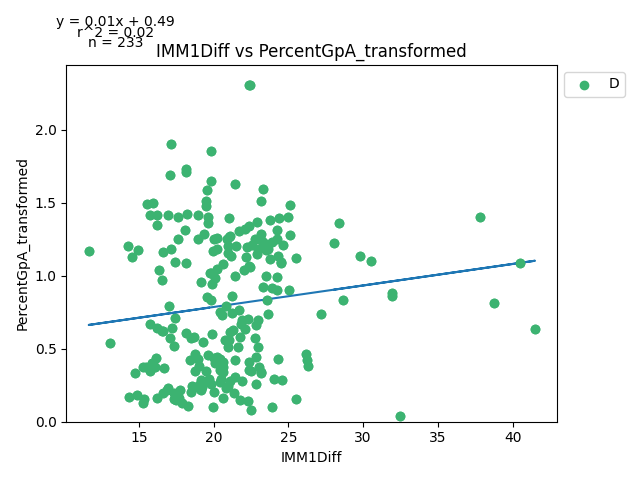 y = 0.01x + 0.49
r^2 = 0.02
n = 233
IMM1Diff vs PercentGpA_transformed
D
PercentGpA_transformed
2.0
1.5
1.0
0.5
0.0
15 20 25 30 35 40
IMM1Diff